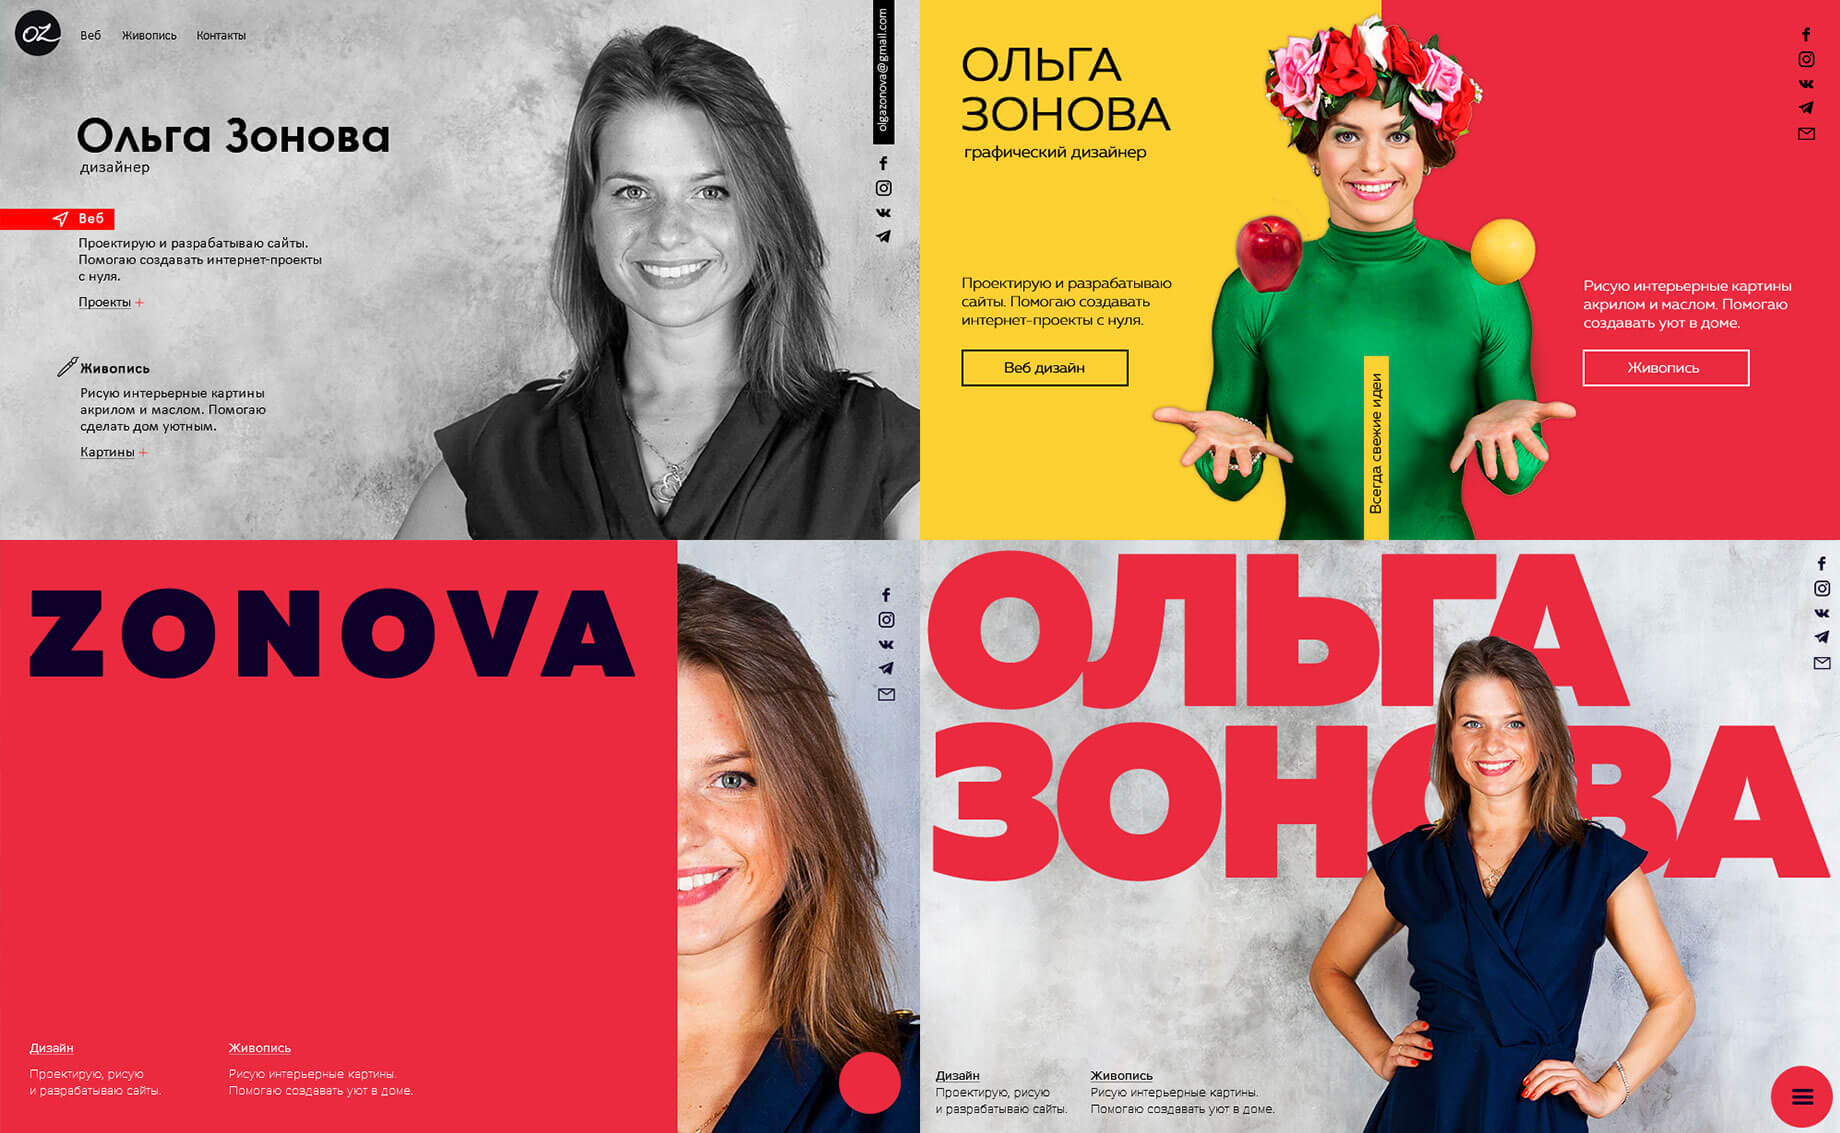 OZ
Веб
Живопись
Контакты
olgazonova@gmail.com
Ольга Зонова
дизайнер
Веб
Проектирую и разрабатываю сайты.
Помогаю создавать интернет-проекты
с нуля.
Проекты +
Живопись
Рисую интерьерные картины
акрилом и маслом. Помогаю
сделать дом уютным.
Картины +
ОЛЬГА
ЗОНОВА
графический дизайнер
Проектирую и разрабатываю
сайты. Помогаю создавать
интернет-проекты с нуля.
Веб дизайн
Всегда свежие идеи
Рисую интерьерные картины
акрилом и маслом. Помогаю
создавать уют в доме.
Живопись
ZONOVA
Дизайн
Проектирую, рисую
и разрабатываю сайты.
Живопись
Рисую интерьерные картины.
Помогаю создавать уют в доме.
ОЛЬГА
ЗОНОВА
Дизайн
Проектирую, рисую
и разрабатываю сайты.
Живопись
Рисую интерьерные картины.
Помогаю создавать уют в доме.